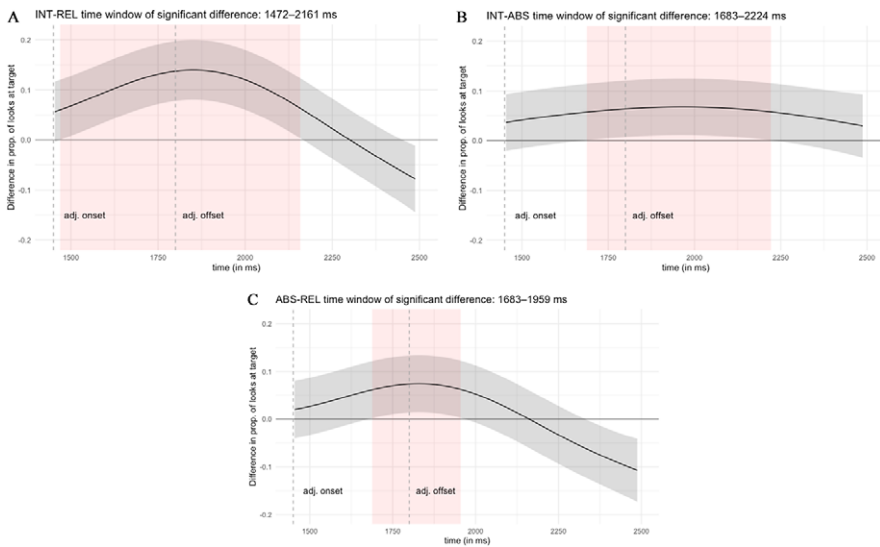 A INT-REL time window of significant difference: 1472–2161 ms
Difference in prop. of looks at target
0.2
0.1
0.0
-0.1
-0.2
adj. onset
adj. offset
1500
1750
2000
2250
2500
time (in ms)
B INT-ABS time window of significant difference: 1683–2224 ms
Difference in prop. of looks at target
0.2
0.1
0.0
-0.1
-0.2
adj. onset
adj. offset
1500
1750
2000
2250
2500
time (in ms)
C ABS-REL time window of significant difference: 1683–1959 ms
Difference in prop. of looks at target
0.2
0.1
0.0
-0.1
-0.2
adj. onset
adj. offset
1500
1750
2000
2250
2500
time (in ms)